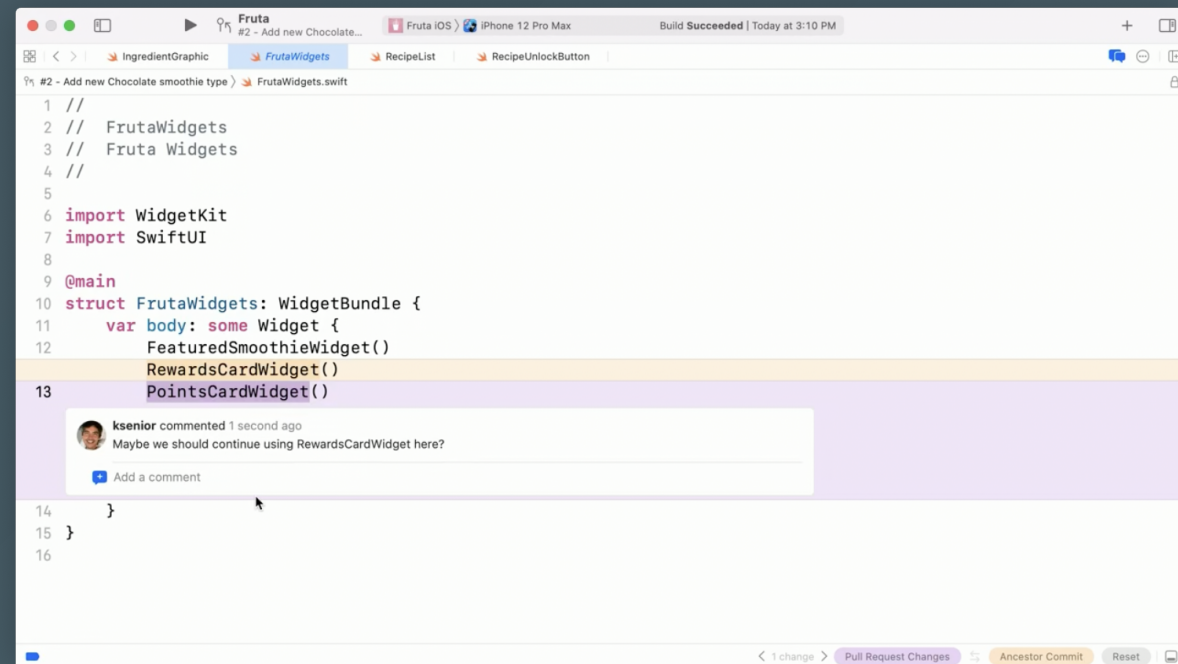 Fruta
#2 - Add new Chocolate...
Fruta iOS 〉 iPhone 12 Pro Max
Build Succeeded | Today at 3:10 PM
IngredientGraphic
FrutaWidgets
RecipeList
RecipeUnlockButton
#2 - Add new Chocolate smoothie type 〉 FrutaWidgets.swift
1 //
2 //  FrutaWidgets
3 //  Fruta Widgets
4 //
5
6 import WidgetKit
7 import SwiftUI
8
9 @main
10 struct FrutaWidgets: WidgetBundle {
11     var body: some Widget {
12         FeaturedSmoothieWidget()
RewardsCardWidget()
13         PointsCardWidget()
ksenior commented 1 second ago
Maybe we should continue using RewardsCardWidget here?
Add a comment
14     }
15 }
16
1 change
Pull Request Changes
Ancestor Commit
Reset